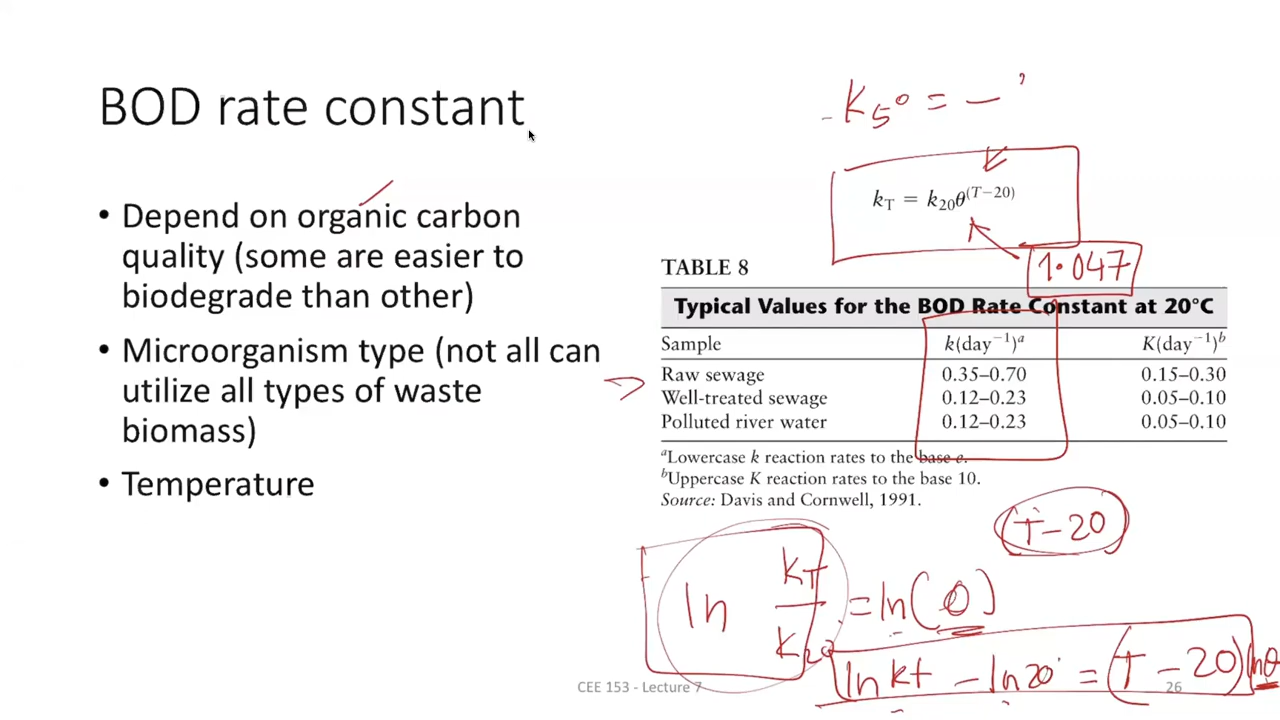 BOD rate constant
• Depend on organic carbon
quality (some are easier to
biodegrade than other)
• Microorganism type (not all can
utilize all types of waste
biomass)
• Temperature
K5° = —
kT = k20θ(T−20)
1.047
TABLE 8
Typical Values for the BOD Rate Constant at 20°C
Sample k(day−1)a K(day−1)b
Raw sewage 0.35–0.70 0.15–0.30
Well-treated sewage 0.12–0.23 0.05–0.10
Polluted river water 0.12–0.23 0.05–0.10
aLowercase k reaction rates to the base e.
bUppercase K reaction rates to the base 10.
Source: Davis and Cornwell, 1991.
(T-20)
ln kT/k20 = ln(θ)
ln kt - ln 20 = (T - 20) ln θ
CEE 153 - Lecture 7
26